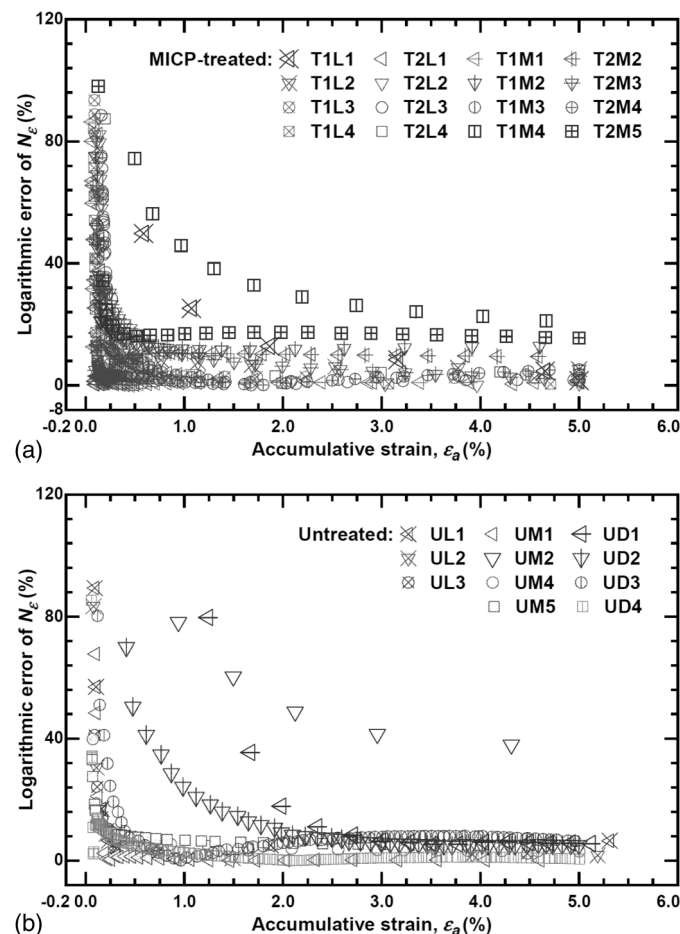 120
MICP-treated: T1L1 T2L1 T1M1 T2M2
T1L2 T2L2 T1M2 T2M3
T1L3 T2L3 T1M3 T2M4
T1L4 T2L4 T1M4 T2M5
80
Logarithmic error of Nε (%)
40
0
-8
-0.2 0.0 1.0 2.0 3.0 4.0 5.0 6.0
(a)
Accumulative strain, εa (%)
120
Untreated: UL1 UM1 UD1
UL2 UM2 UD2
UL3 UM4 UD3
UM5 UD4
80
Logarithmic error of Nε (%)
40
0
-0.2 0.0 1.0 2.0 3.0 4.0 5.0 6.0
(b)
Accumulative strain, εa (%)